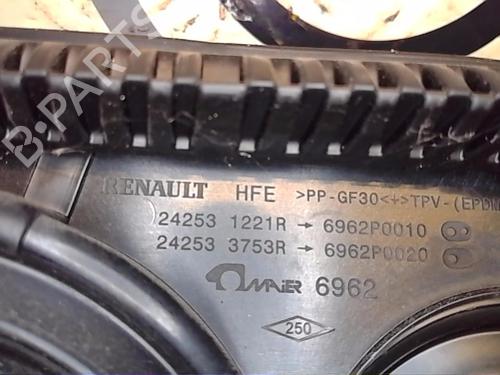 B-PARTS
RENAULT HFE >PP-GF30<+>TPV-(EPDM
24253 1221R → 6962P0010
24253 3753R → 6962P0020
MAIER 6962
250